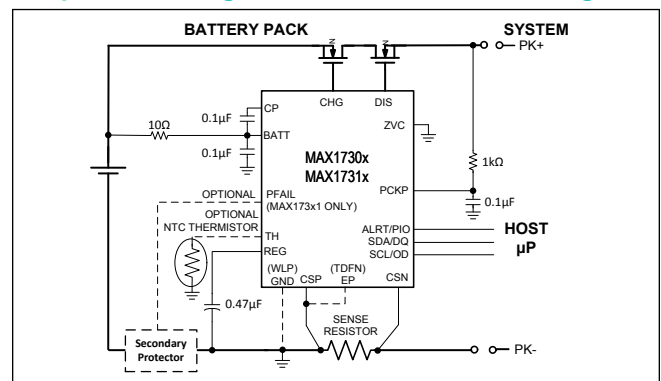 BATTERY PACK
SYSTEM
N
N
PK+
CHG
DIS
CP
0.1µF
10Ω
BATT
ZVC
0.1µF
MAX1730x
MAX1731x
1kΩ
OPTIONAL
PFAIL
(MAX173x1 ONLY)
PCKP
0.1µF
OPTIONAL
NTC THERMISTOR
TH
ALRT/PIO
HOST
SDA/DQ
µP
REG
SCL/OD
(WLP)
GND
CSP
(TDFN)
EP
CSN
0.47µF
SENSE
RESISTOR
Secondary
Protector
PK-